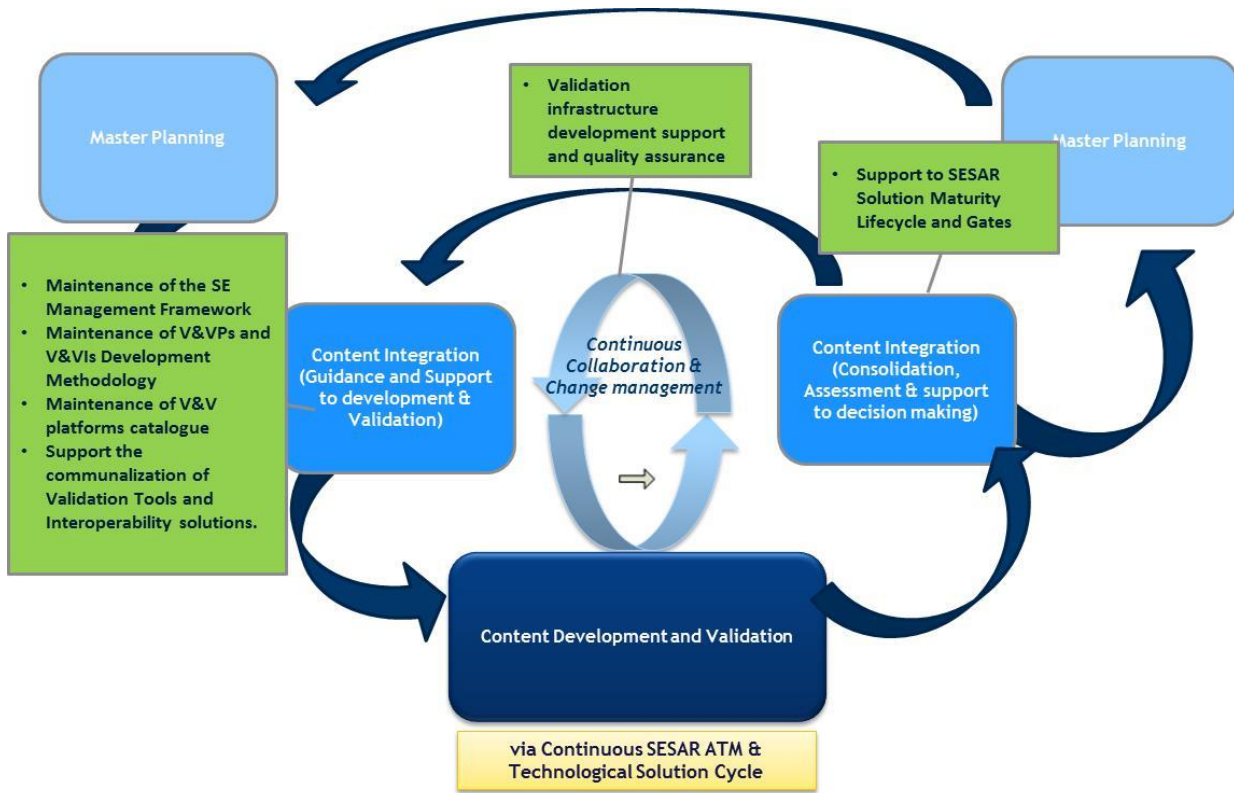 Master Planning
• Validation
infrastructure
development support
and quality assurance
Master Planning
• Support to SESAR
Solution Maturity
Lifecycle and Gates
• Maintenance of the SE
Management Framework
• Maintenance of V&VPs and
V&VIs Development
Methodology
• Maintenance of V&V
platforms catalogue
• Support the
communalization of
Validation Tools and
Interoperability solutions.
Content Integration
(Guidance and Support
to development &
Validation)
Continuous
Collaboration &
Change management
Content Integration
(Consolidation,
Assessment & support
to decision making)
Content Development and Validation
via Continuous SESAR ATM &
Technological Solution Cycle